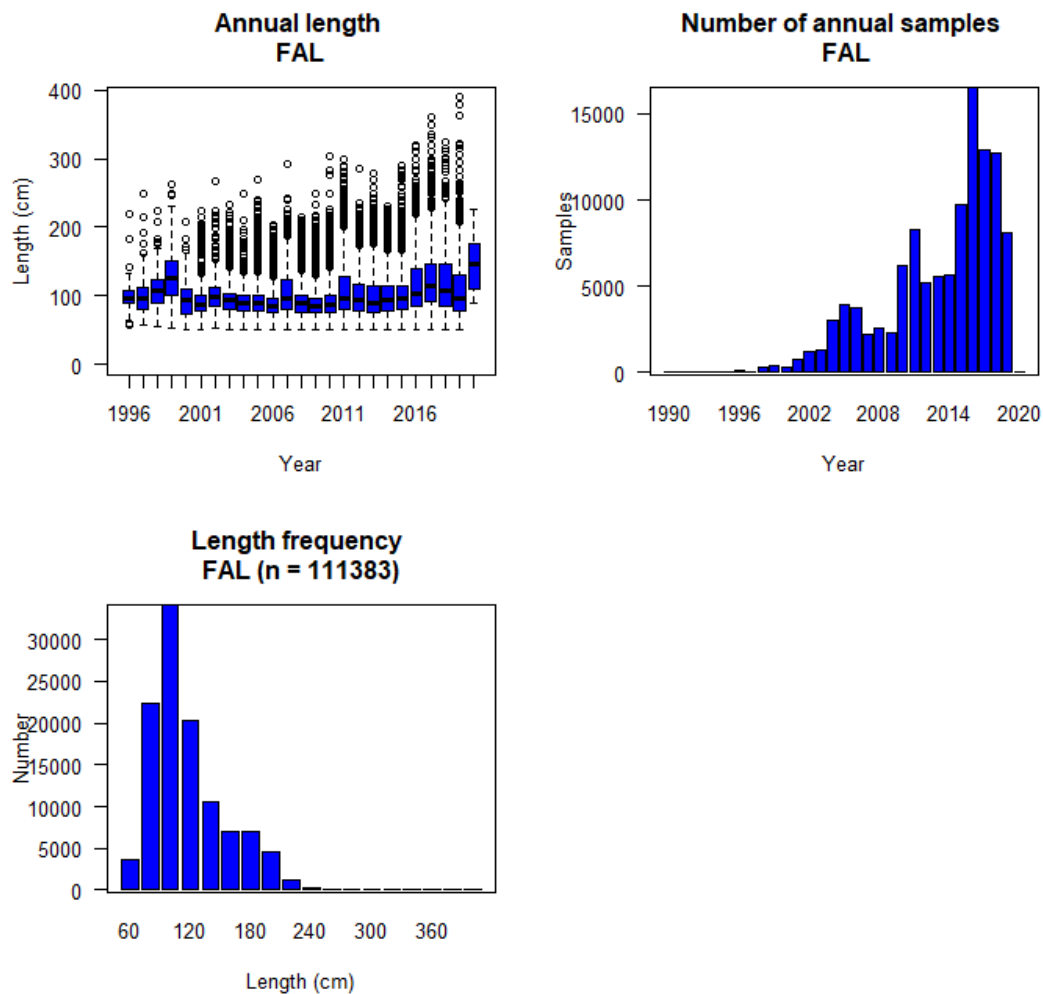 Annual length
FAL
Length (cm)
400
300
200
100
0
1996 2001 2006 2011 2016
Year
Number of annual samples
FAL
Samples
15000
10000
5000
0
1990 1996 2002 2008 2014 2020
Year
Length frequency
FAL (n = 111383)
Number
30000
25000
20000
15000
10000
5000
0
60 120 180 240 300 360
Length (cm)